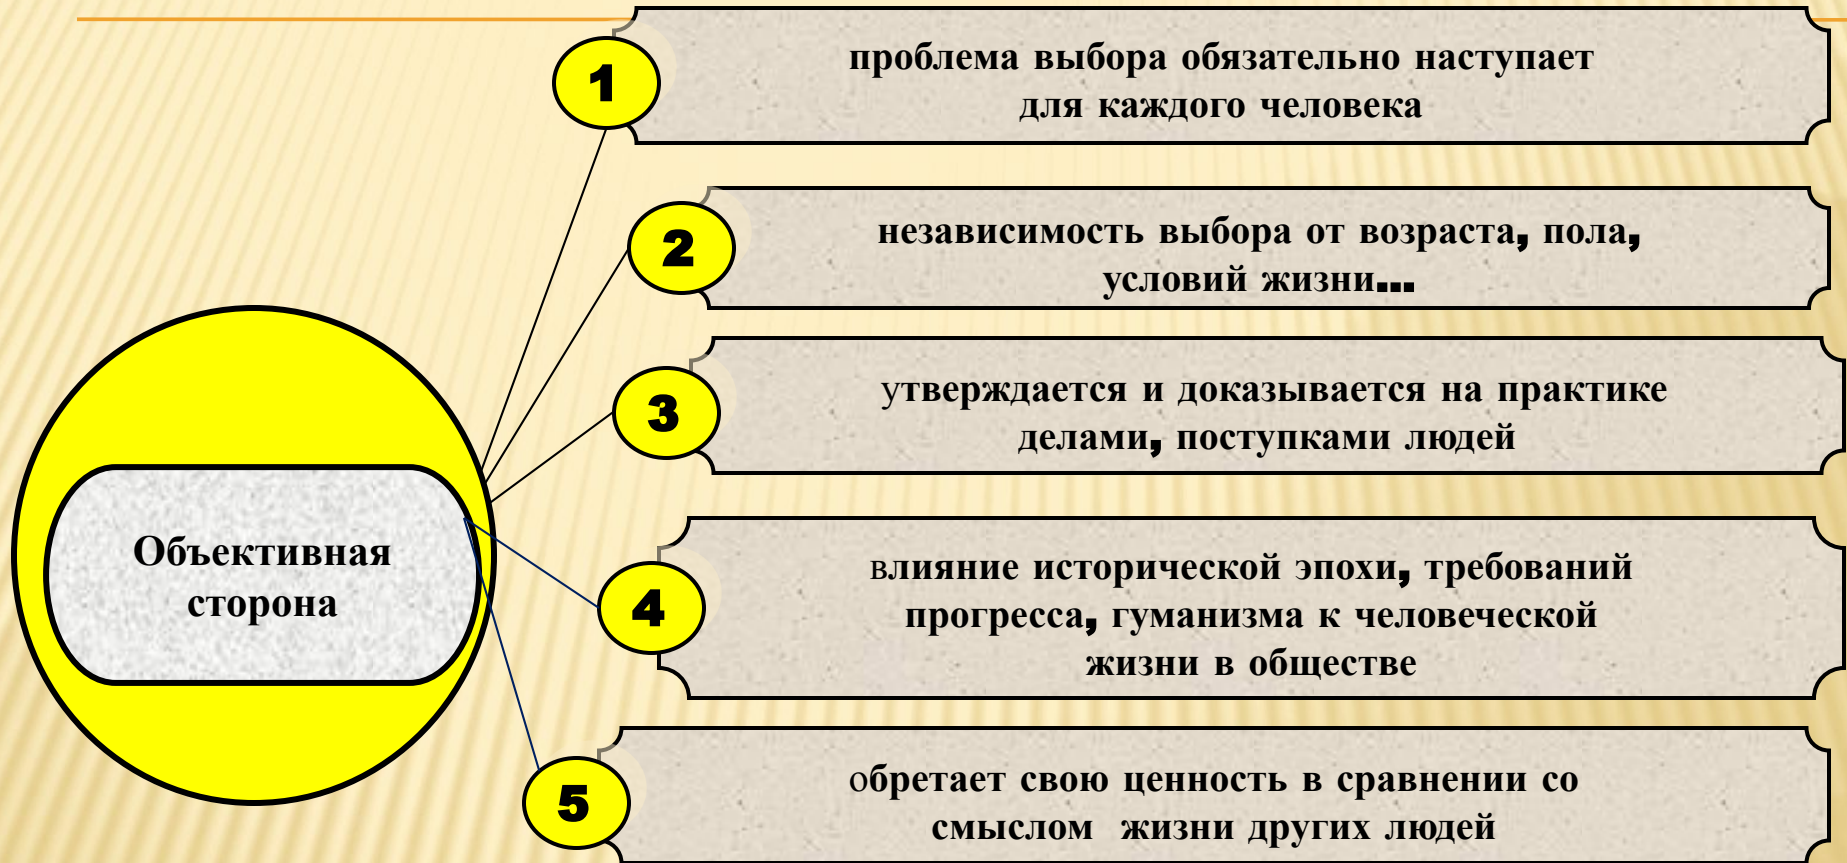 1
проблема выбора обязательно наступает
для каждого человека
2
независимость выбора от возраста, пола,
условий жизни...
3
утверждается и доказывается на практике
делами, поступками людей
Объективная
сторона
4
влияние исторической эпохи, требований
прогресса, гуманизма к человеческой
жизни в обществе
5
обретает свою ценность в сравнении со
смыслом жизни других людей